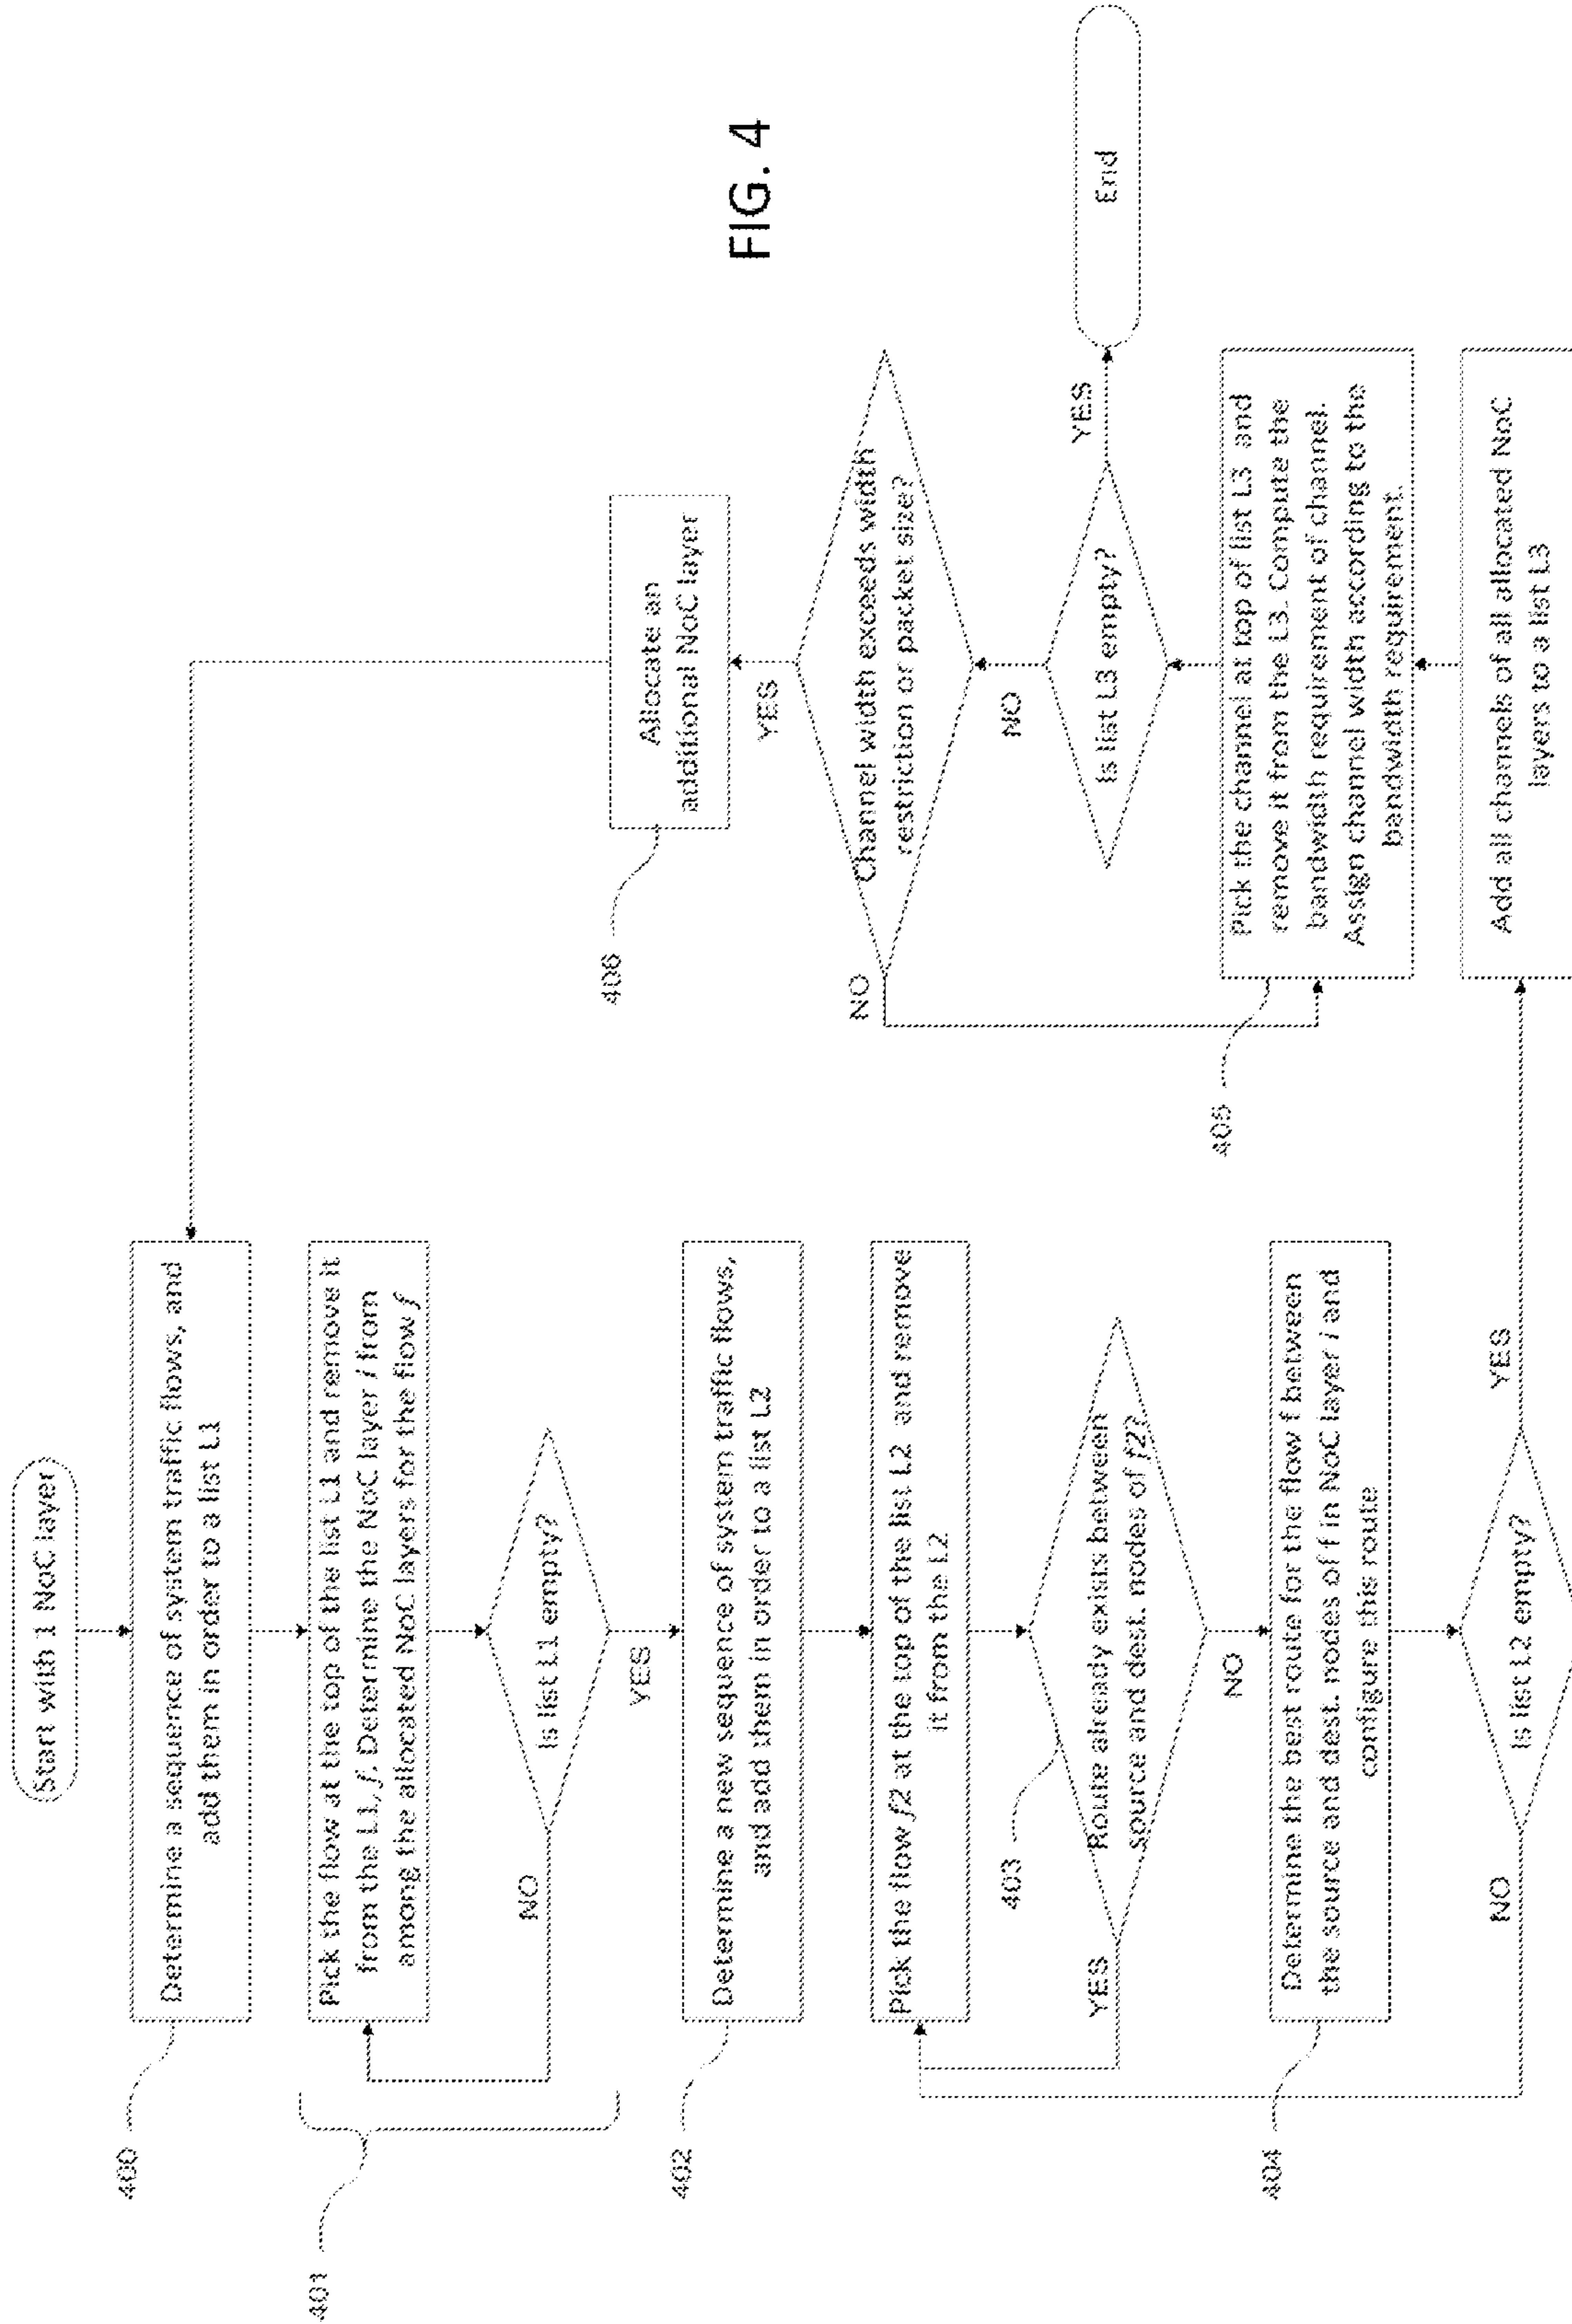 Start with 1 NoC layer
400
Determine a sequence of system traffic flows, and
add them in order to a list L1
401
Pick the flow at the top of the list L1 and remove it
from the L1, f. Determine the NoC layer i from
among the allocated NoC layers for the flow f
Is list L1 empty?
NO
YES
402
Determine a new sequence of system traffic flows,
and add them in order to a list L2
Pick the flow f2 at the top of the list L2 and remove
it from the L2
403
Route already exists between
source and dest. nodes of f2?
YES
NO
404
Determine the best route for the flow f between
the source and dest. nodes of f in NoC layer i and
configure this route
Is list L2 empty?
NO
YES
Add all channels of all allocated NoC
layers to a list L3
405
Pick the channel at top of list L3 and
remove it from the L3. Compute the
bandwidth requirement of channel.
Assign channel width according to the
bandwidth requirement.
Is list L3 empty?
YES
End
NO
Channel width exceeds width
restriction or packet size?
NO
YES
406
Allocate an
additional NoC layer
FIG. 4